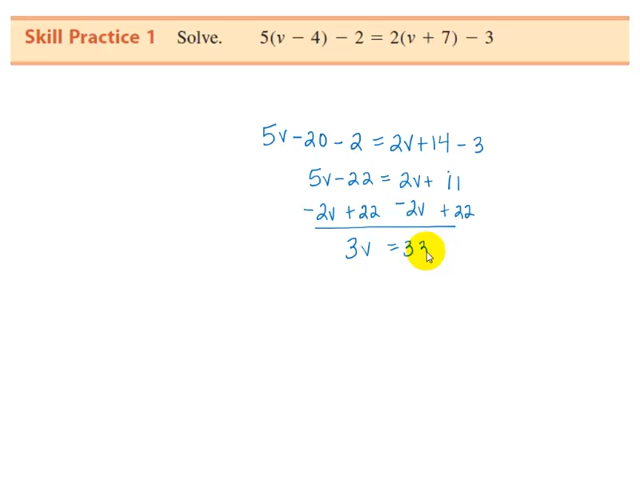 Skill Practice 1 Solve. 5(v − 4) − 2 = 2(v + 7) − 3
5v-20-2=2v+14-3
5v-22=2v+11
-2v+22 -2v+22
3v=33